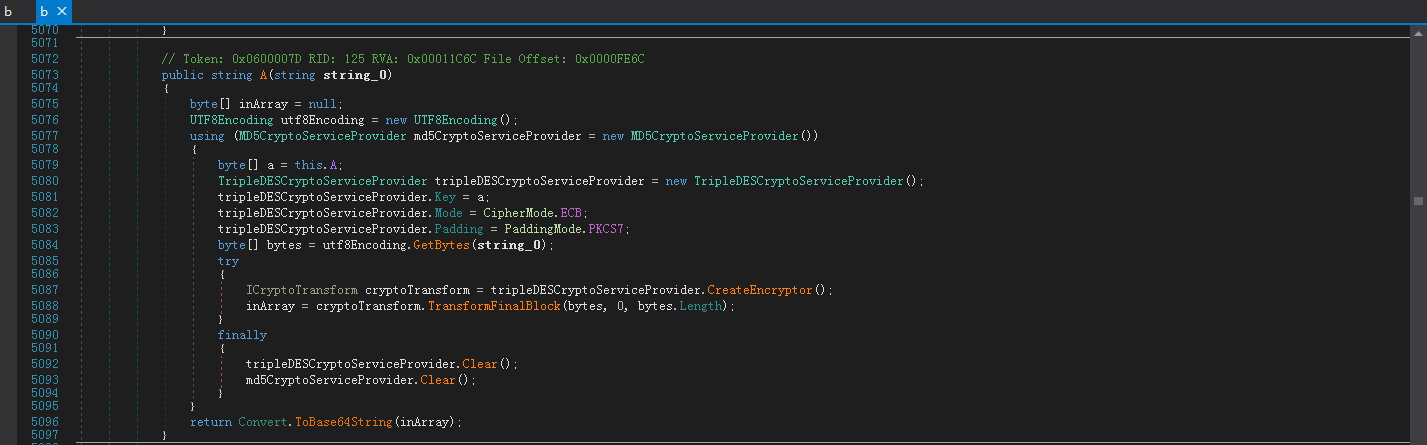 b b ✕
5070 }
5071
5072 // Token: 0x0600007D RID: 125 RVA: 0x00011C6C File Offset: 0x0000FE6C
5073 public string A(string string_0)
5074 {
5075 byte[] inArray = null;
5076 UTF8Encoding utf8Encoding = new UTF8Encoding();
5077 using (MD5CryptoServiceProvider md5CryptoServiceProvider = new MD5CryptoServiceProvider())
5078 {
5079 byte[] a = this.A;
5080 TripleDESCryptoServiceProvider tripleDESCryptoServiceProvider = new TripleDESCryptoServiceProvider();
5081 tripleDESCryptoServiceProvider.Key = a;
5082 tripleDESCryptoServiceProvider.Mode = CipherMode.ECB;
5083 tripleDESCryptoServiceProvider.Padding = PaddingMode.PKCS7;
5084 byte[] bytes = utf8Encoding.GetBytes(string_0);
5085 try
5086 {
5087 ICryptoTransform cryptoTransform = tripleDESCryptoServiceProvider.CreateEncryptor();
5088 inArray = cryptoTransform.TransformFinalBlock(bytes, 0, bytes.Length);
5089 }
5090 finally
5091 {
5092 tripleDESCryptoServiceProvider.Clear();
5093 md5CryptoServiceProvider.Clear();
5094 }
5095 }
5096 return Convert.ToBase64String(inArray);
5097 }